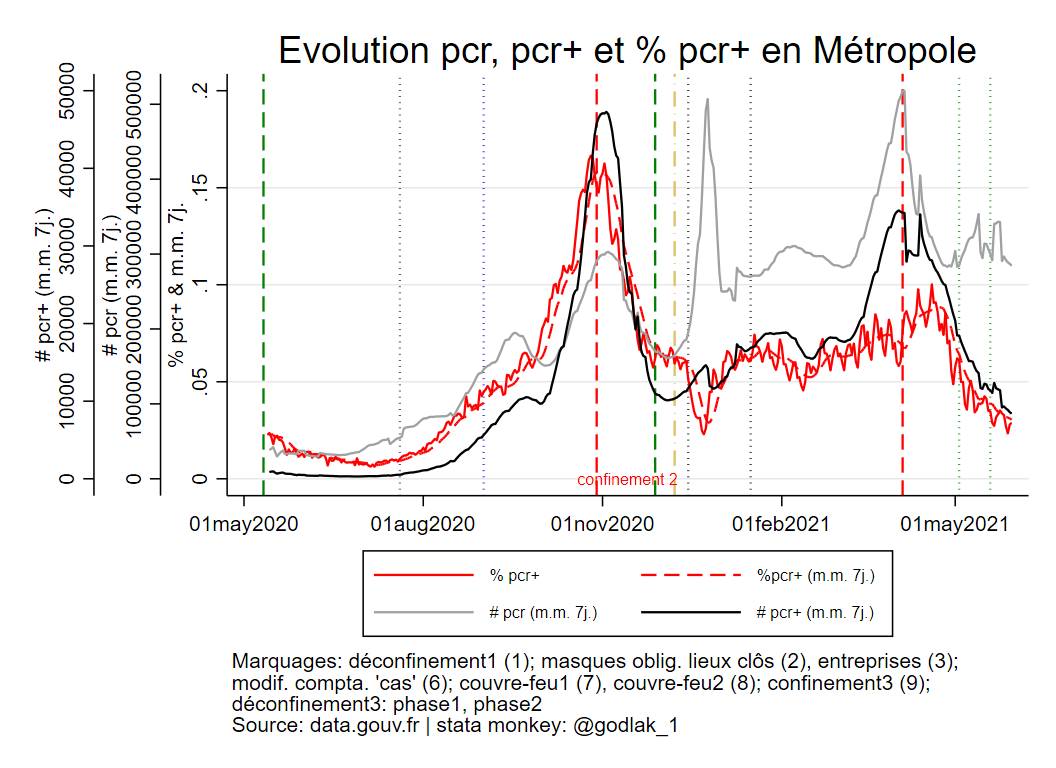 Evolution pcr, pcr+ et % pcr+ en Métropole
# pcr+ (m.m. 7j.)
0 10000 20000 30000 40000 50000
# pcr (m.m. 7j.)
0 100000 200000 300000 400000 500000
% pcr+ & m.m. 7j.
0 .05 .1 .15 .2
confinement 2
01may2020 01aug2020 01nov2020 01feb2021 01may2021
% pcr+ %pcr+ (m.m. 7j.)
# pcr (m.m. 7j.) # pcr+ (m.m. 7j.)
Marquages: déconfinement1 (1); masques oblig. lieux clôs (2), entreprises (3);
modif. compta. 'cas' (6); couvre-feu1 (7), couvre-feu2 (8); confinement3 (9);
déconfinement3: phase1, phase2
Source: data.gouv.fr | stata monkey: @godlak_1